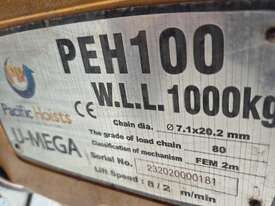 PEH100
Pacific Hoists
CE
W.L.L. 1000kg
U-MEGA
Chain dia. Ø 7.1x20.2 mm
The grade of load chain 80
Classification of mechanism FEM 2m
Serial No. 232020000181
Lift Speed 8/2 m/min